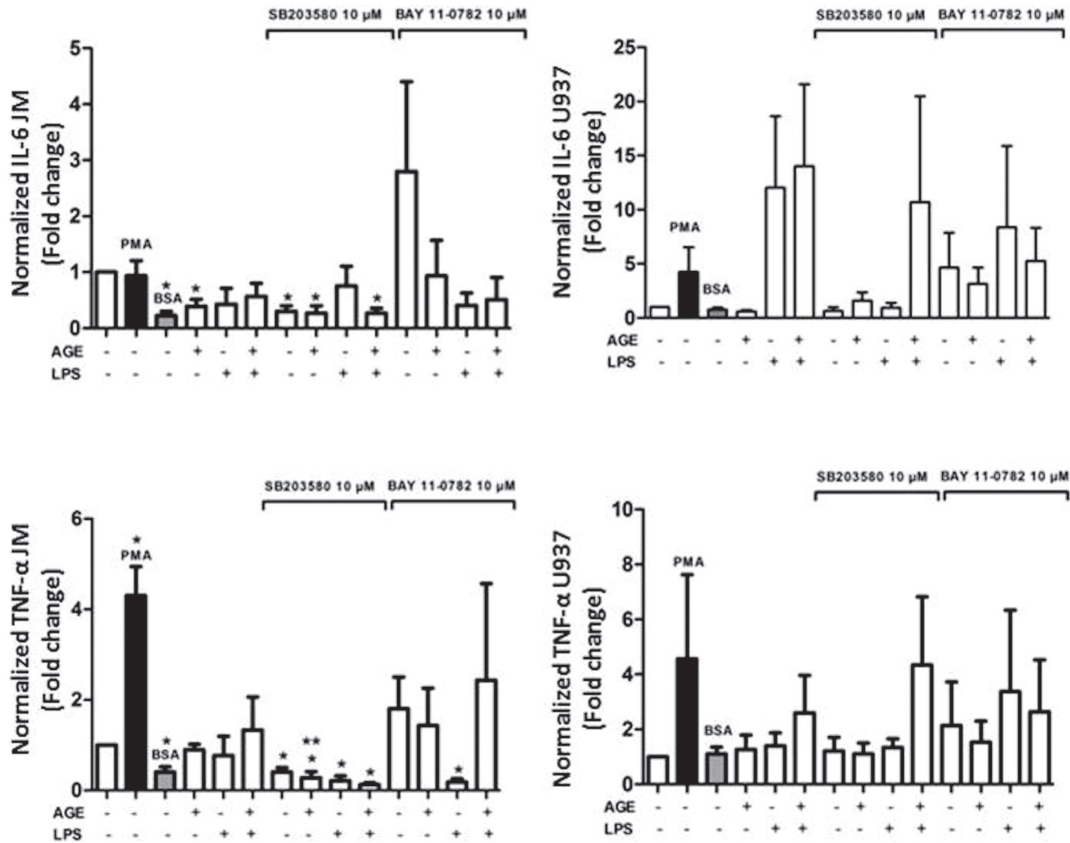 SB203580 10 µM BAY 11-0782 10 µM
Normalized IL-6 JM
(Fold change)
5
4
3
2
1
0
PMA
*
BSA
*
*
*
*
AGE - - - + - + - + - + - + - +
LPS - - - - + + - - + + - - + +
SB203580 10 µM BAY 11-0782 10 µM
Normalized IL-6 U937
(Fold change)
25
20
15
10
5
0
PMA
BSA
AGE - - - + - + - + - + - + - +
LPS - - - - + + - - + + - - + +
SB203580 10 µM BAY 11-0782 10 µM
Normalized TNF-α JM
(Fold change)
6
4
2
0
*
PMA
*
BSA
*
**
*
*
*
*
AGE - - - + - + - + - + - + - +
LPS - - - - + + - - + + - - + +
SB203580 10 µM BAY 11-0782 10 µM
Normalized TNF-α U937
(Fold change)
10
8
6
4
2
0
PMA
BSA
AGE - - - + - + - + - + - + - +
LPS - - - - + + - - + + - - + +